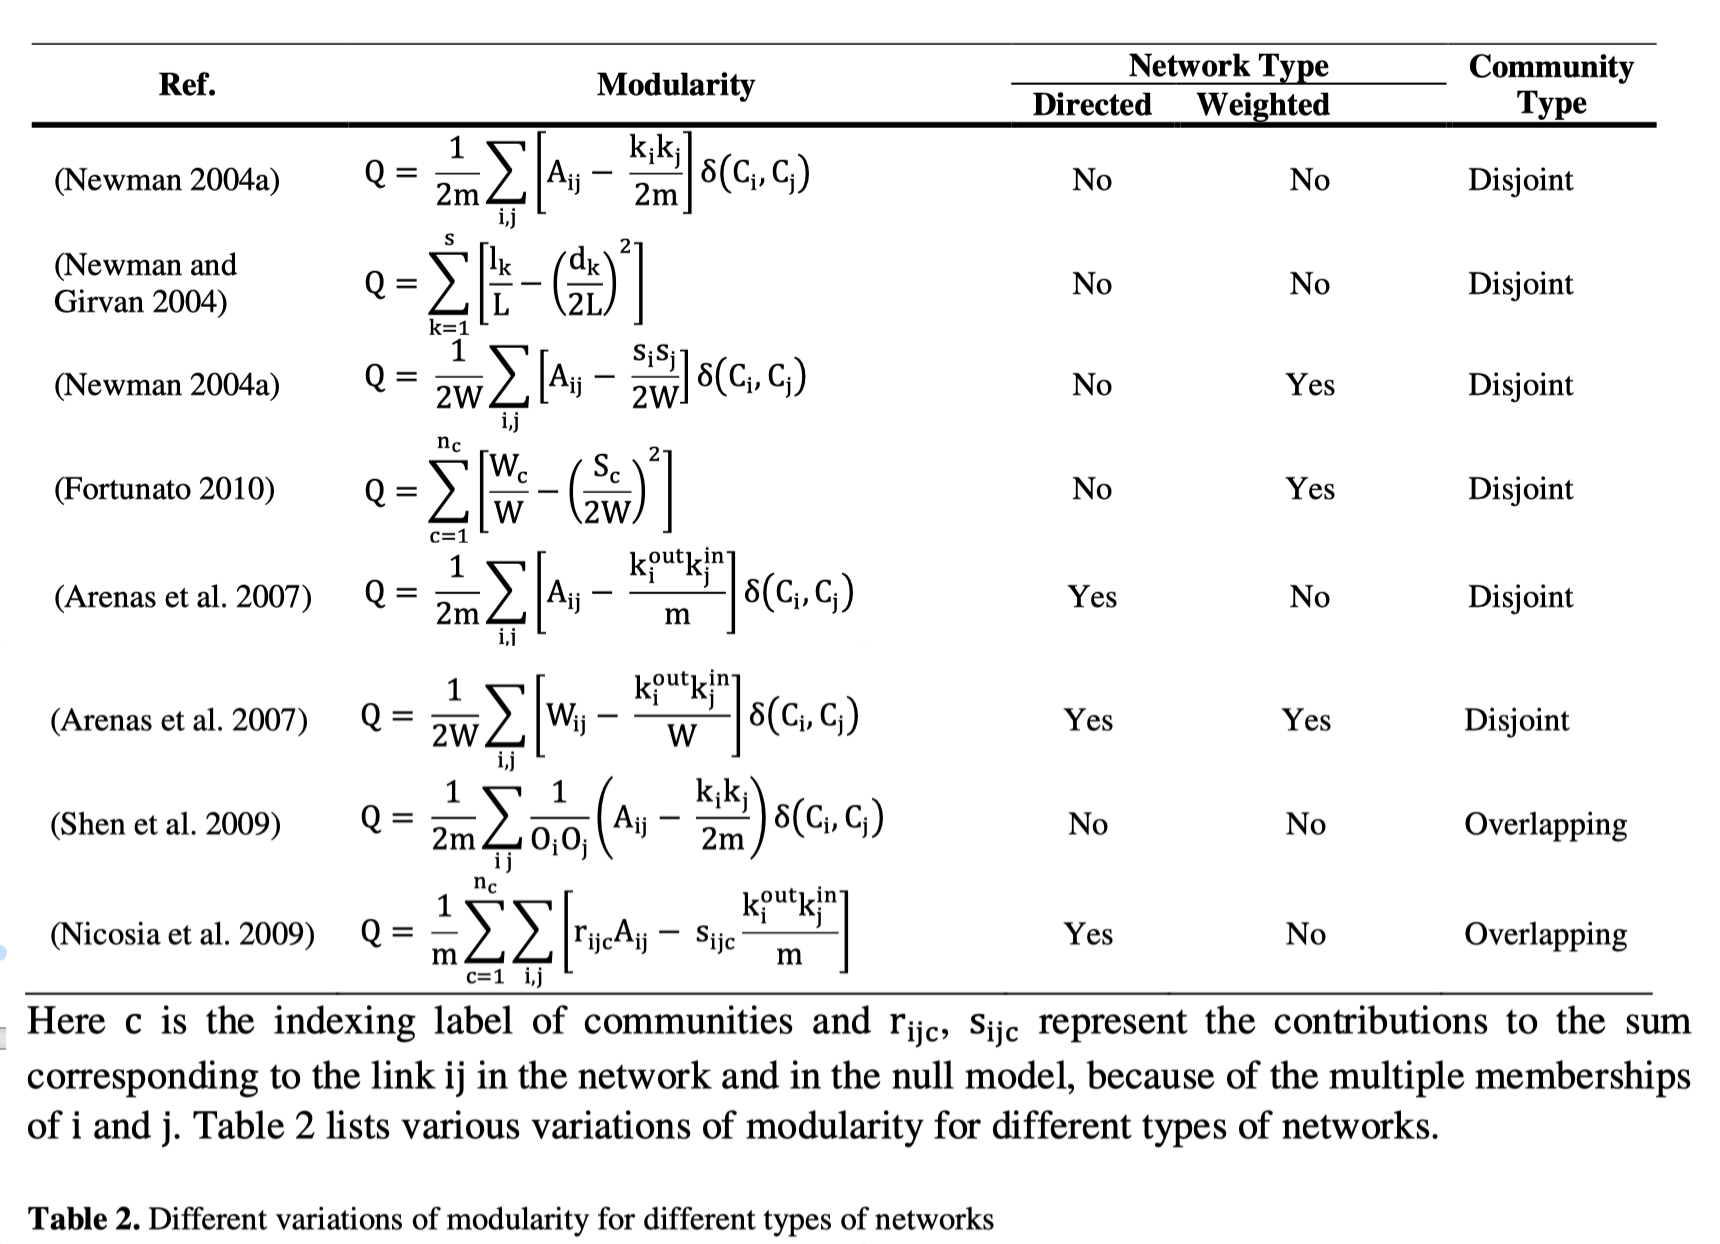 Ref. Modularity Network Type Community Type
Directed Weighted
(Newman 2004a) Q = \frac{1}{2m} \sum_{i,j} \left[ A_{ij} - \frac{k_i k_j}{2m} \right] δ(C_i, C_j) No No Disjoint
(Newman and Girvan 2004) Q = \sum_{k=1}^{s} \left[ \frac{l_k}{L} - \left( \frac{d_k}{2L} \right)^2 \right] No No Disjoint
(Newman 2004a) Q = \frac{1}{2W} \sum_{i,j} \left[ A_{ij} - \frac{s_i s_j}{2W} \right] δ(C_i, C_j) No Yes Disjoint
(Fortunato 2010) Q = \sum_{c=1}^{n_c} \left[ \frac{W_c}{W} - \left( \frac{S_c}{2W} \right)^2 \right] No Yes Disjoint
(Arenas et al. 2007) Q = \frac{1}{2m} \sum_{i,j} \left[ A_{ij} - \frac{k_i^{out} k_j^{in}}{m} \right] δ(C_i, C_j) Yes No Disjoint
(Arenas et al. 2007) Q = \frac{1}{2W} \sum_{i,j} \left[ W_{ij} - \frac{k_i^{out} k_j^{in}}{W} \right] δ(C_i, C_j) Yes Yes Disjoint
(Shen et al. 2009) Q = \frac{1}{2m} \sum_{ij} \frac{1}{O_i O_j} \left( A_{ij} - \frac{k_i k_j}{2m} \right) δ(C_i, C_j) No No Overlapping
(Nicosia et al. 2009) Q = \frac{1}{m} \sum_{c=1}^{n_c} \sum_{i,j} \left[ r_{ijc} A_{ij} - s_{ijc} \frac{k_i^{out} k_j^{in}}{m} \right] Yes No Overlapping
Here c is the indexing label of communities and r_{ijc}, s_{ijc} represent the contributions to the sum
corresponding to the link ij in the network and in the null model, because of the multiple memberships
of i and j. Table 2 lists various variations of modularity for different types of networks.
Table 2. Different variations of modularity for different types of networks